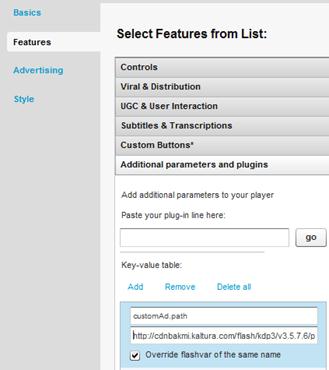 Basics
Features
Advertising
Style
Select Features from List:
Controls
Viral & Distribution
UGC & User Interaction
Subtitles & Transcriptions
Custom Buttons*
Additional parameters and plugins
Add additional parameters to your player
Paste your plug-in line here:
go
Key-value table:
Add Remove Delete all
customAd.path
http://cdnbakmi.kaltura.com/flash/kdp3/v3.5.7.6/p
Override flashvar of the same name